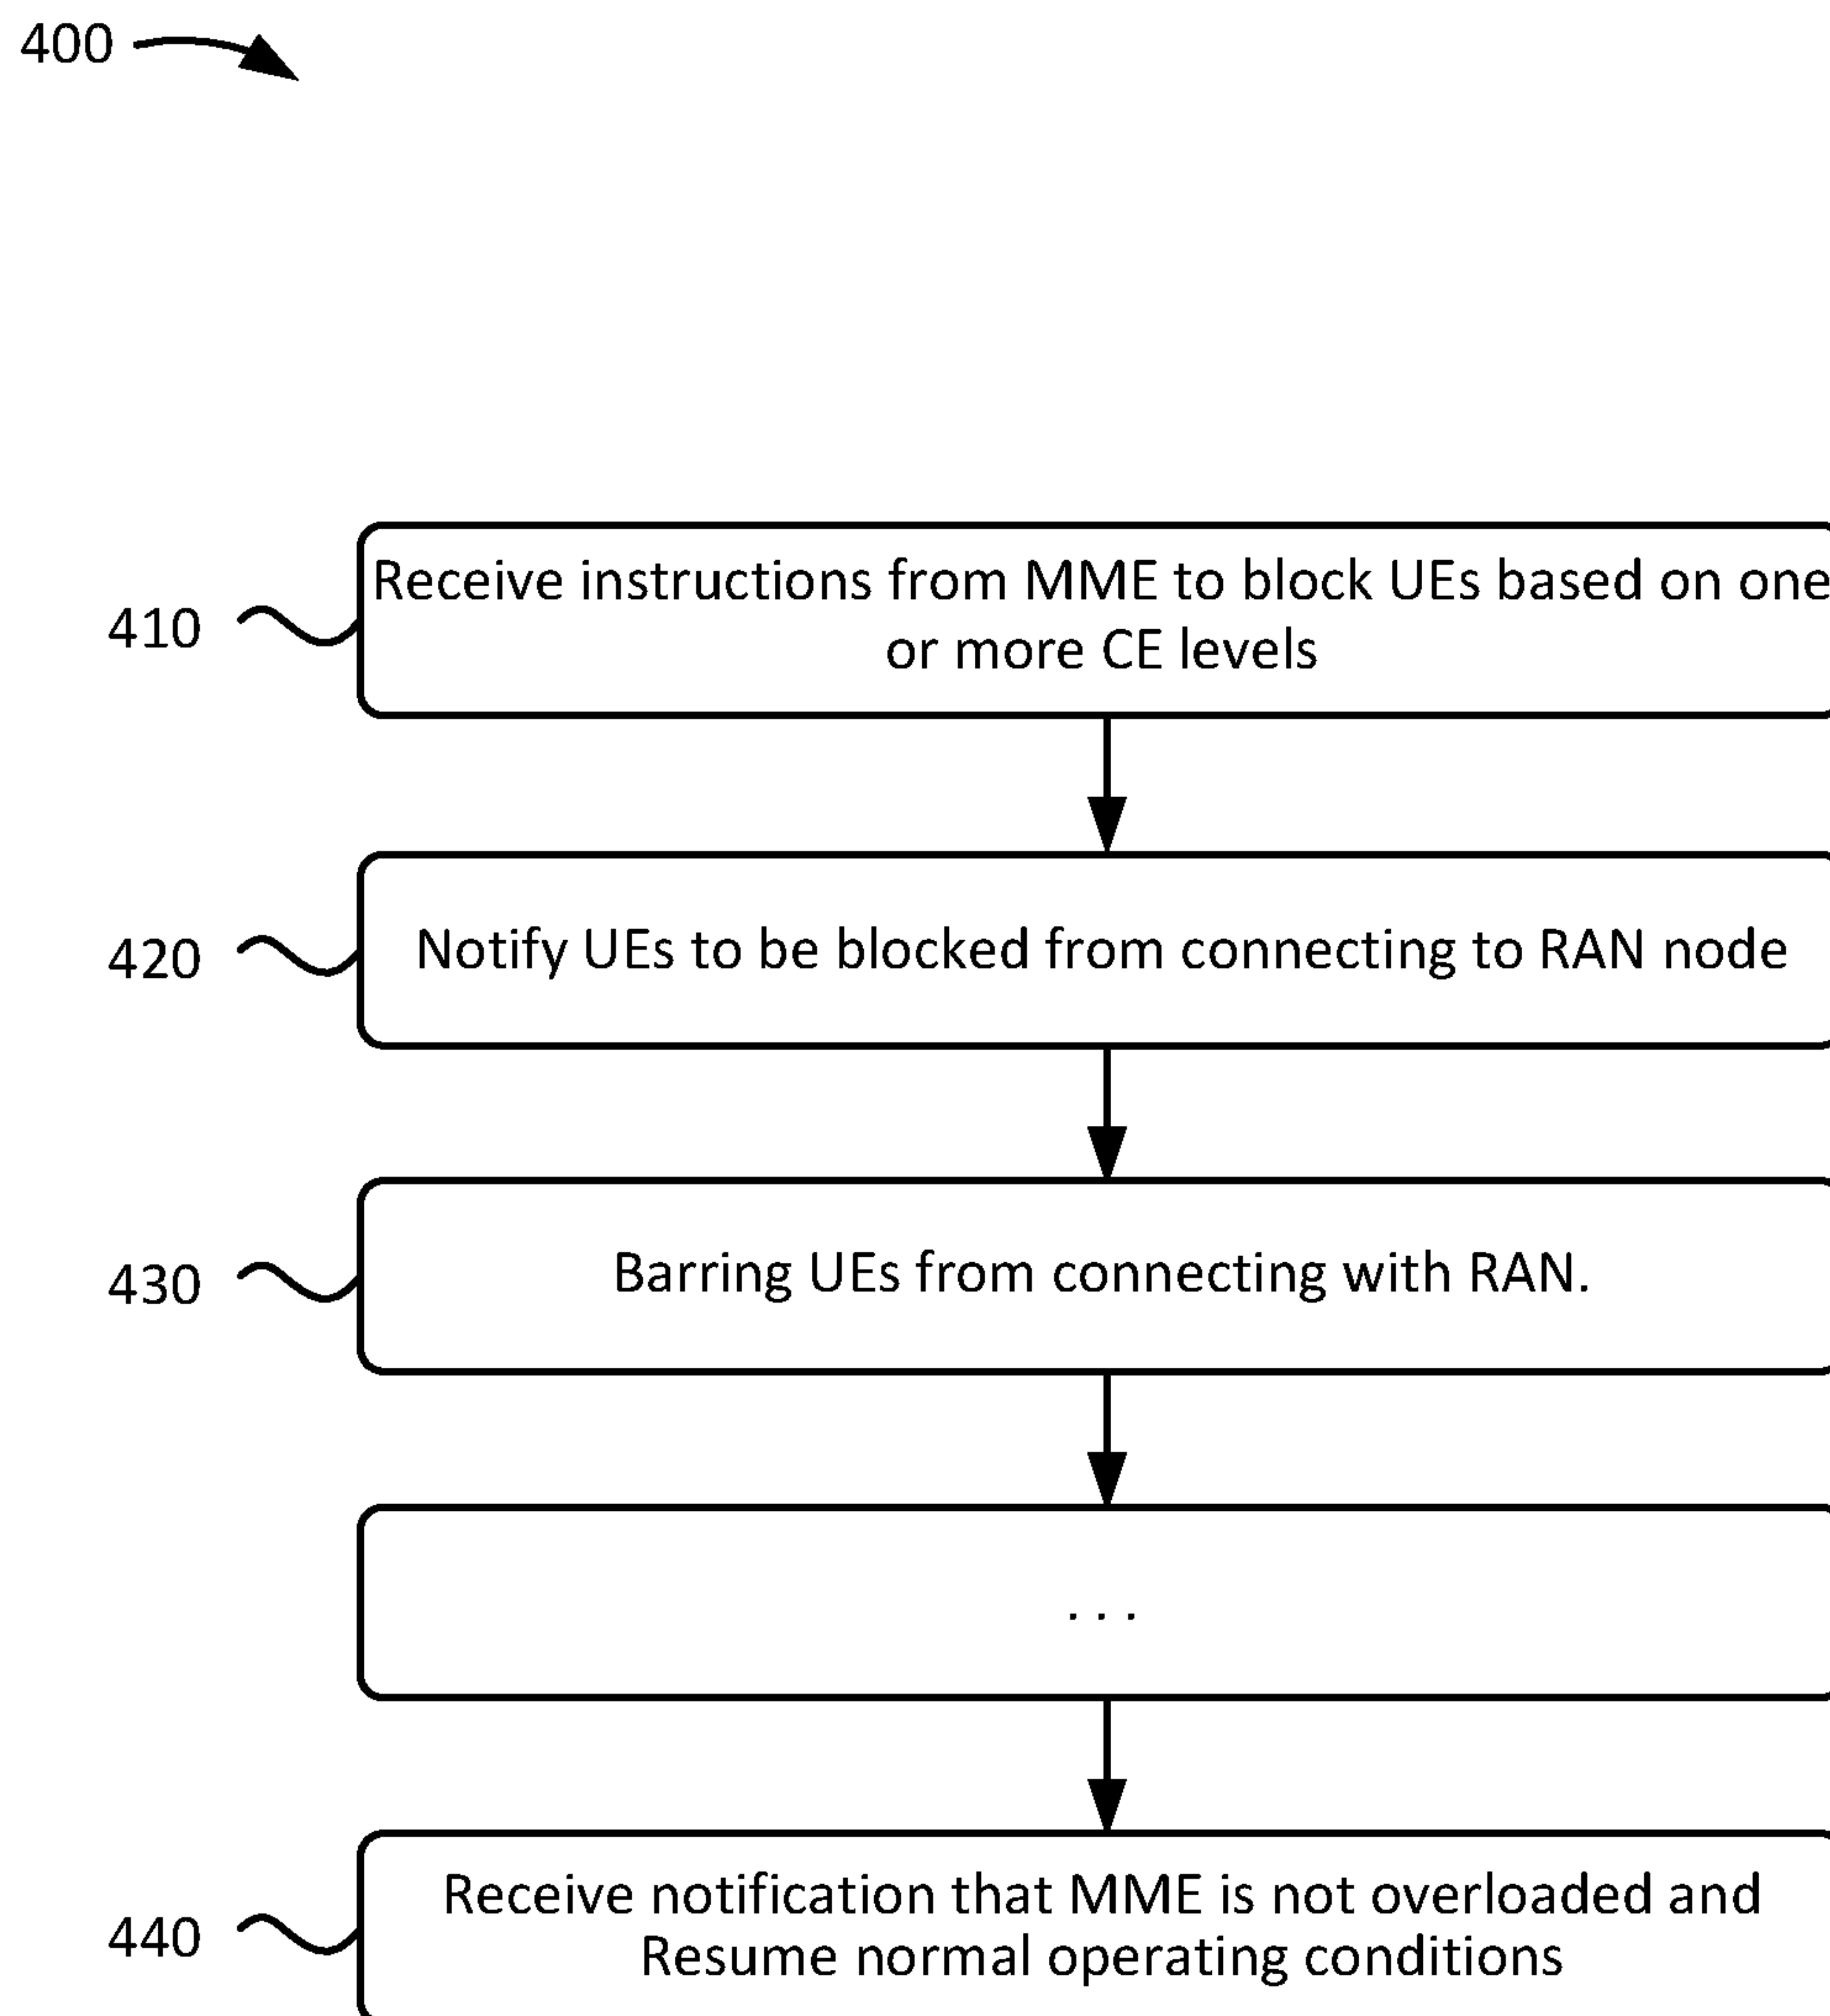 400
410
Receive instructions from MME to block UEs based on one
or more CE levels
420
Notify UEs to be blocked from connecting to RAN node
430
Barring UEs from connecting with RAN.
. . .
440
Receive notification that MME is not overloaded and
Resume normal operating conditions